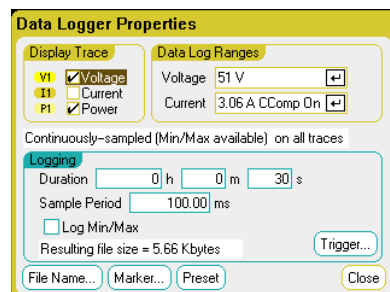 Data Logger Properties
Display Trace
V1 Voltage
I1 Current
P1 Power
Data Log Ranges
Voltage 51 V
Current 3.06 A CComp On
Continuously-sampled (Min/Max available) on all traces
Logging
Duration 0 h 0 m 30 s
Sample Period 100.00 ms
Log Min/Max
Resulting file size = 5.66 Kbytes
Trigger...
File Name... Marker... Preset Close